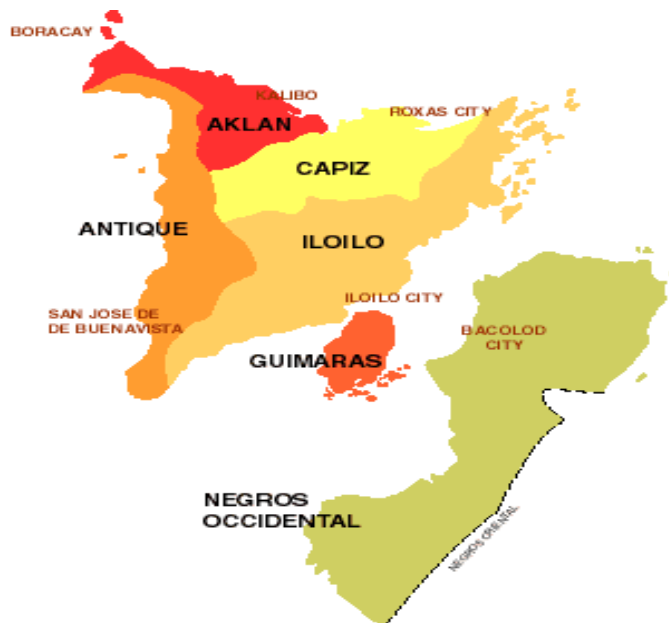 BORACAY
KALIBO
AKLAN
ROXAS CITY
CAPIZ
ANTIQUE
ILOILO
ILOILO CITY
SAN JOSE DE
DE BUENAVISTA
BACOLOD
CITY
GUIMARAS
NEGROS
OCCIDENTAL
NEGROS ORIENTAL